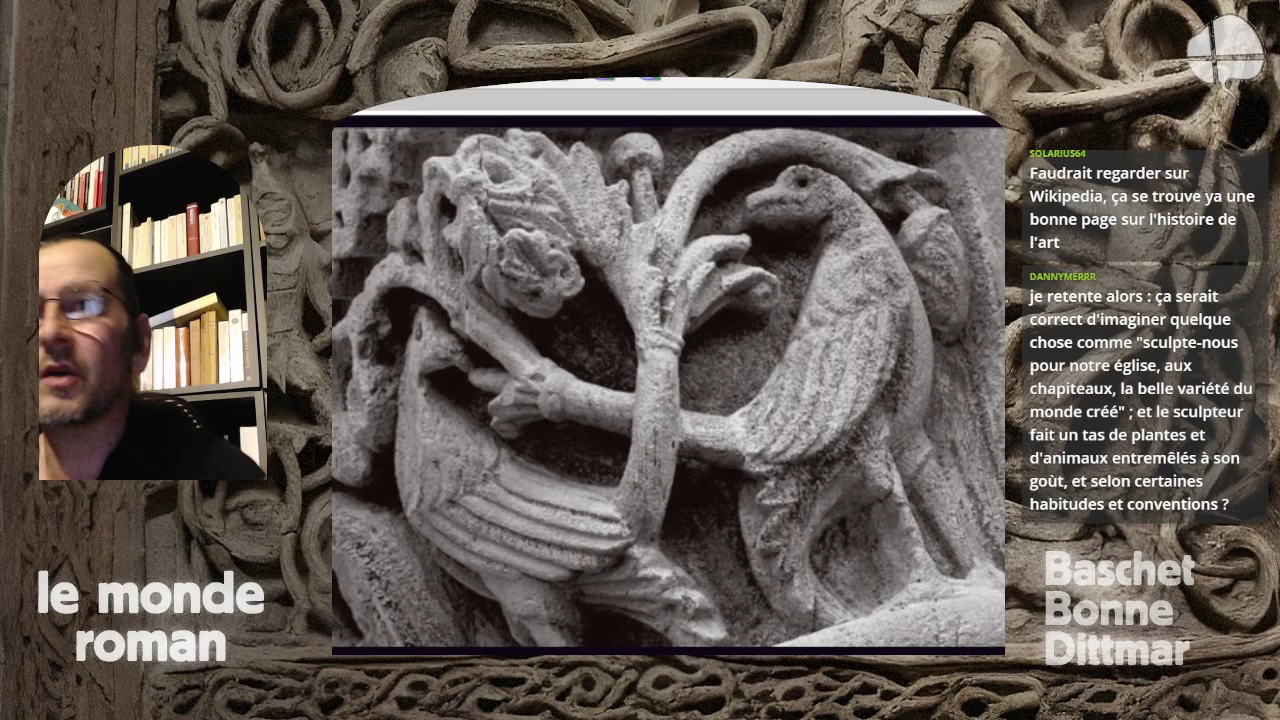 SOLARIUS64
Faudrait regarder sur
Wikipedia, ça se trouve ya une
bonne page sur l'histoire de
l'art
DANNYMERRR
je retente alors : ça serait
correct d'imaginer quelque
chose comme "sculpte-nous
pour notre église, aux
chapiteaux, la belle variété du
monde créé" ; et le sculpteur
fait un tas de plantes et
d'animaux entremêlés à son
goût, et selon certaines
habitudes et conventions ?
le monde
roman
Baschet
Bonne
Dittmar